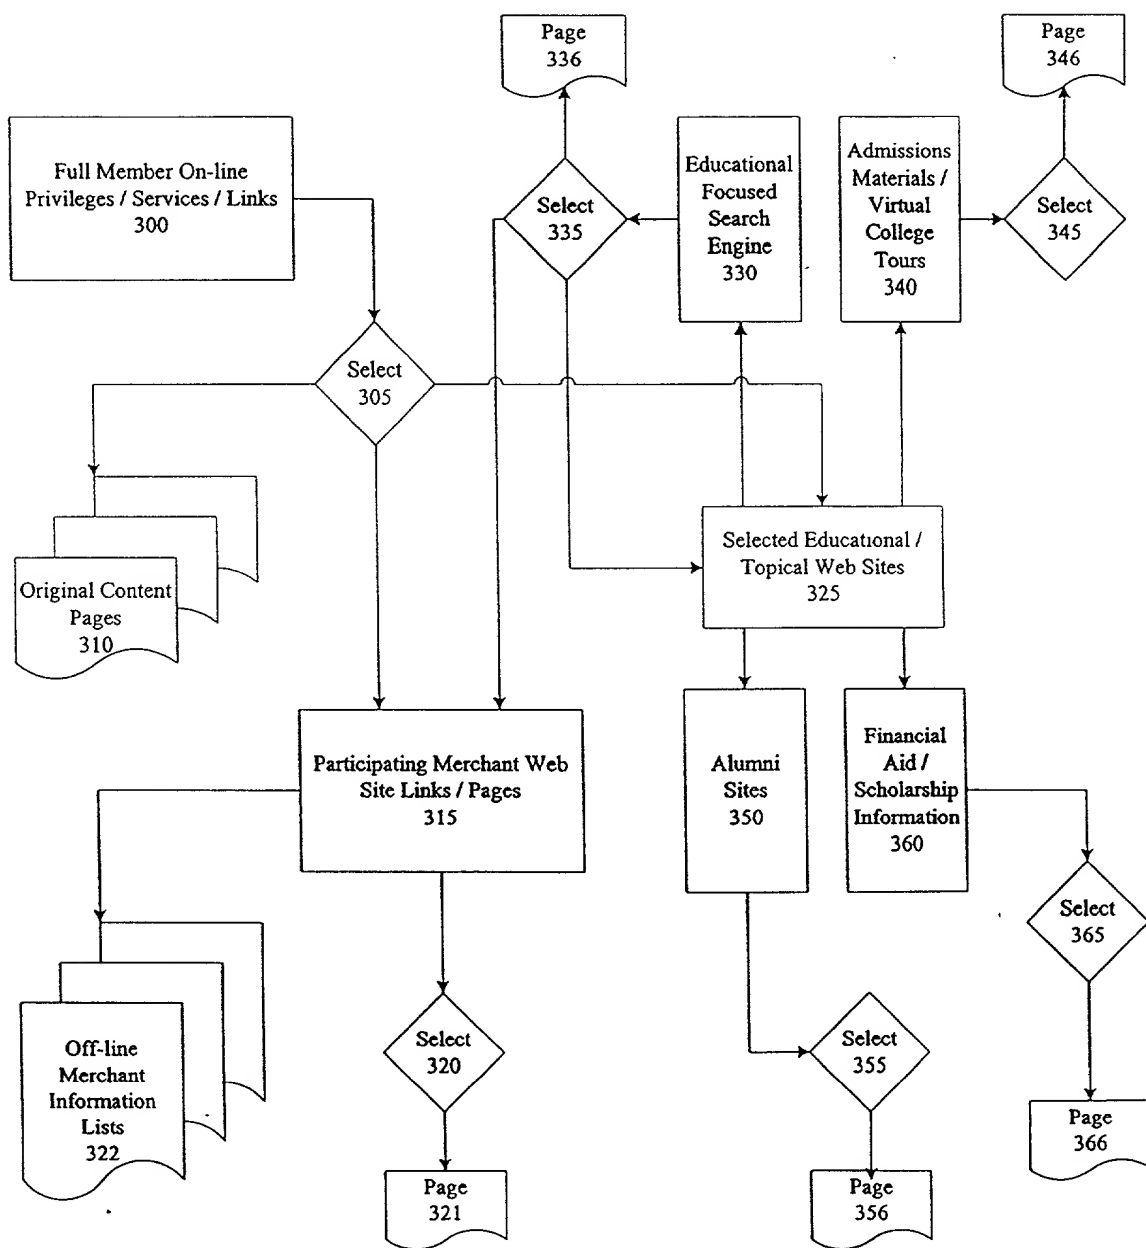 Page
336
Page
346
Full Member On-line
Privileges / Services / Links
300
Educational
Focused
Search
Engine
330
Admissions
Materials /
Virtual
College
Tours
340
Select
335
Select
345
Select
305
Original Content
Pages
310
Selected Educational /
Topical Web Sites
325
Participating Merchant Web
Site Links / Pages
315
Alumni
Sites
350
Financial
Aid /
Scholarship
Information
360
Select
365
Off-line
Merchant
Information
Lists
322
Select
320
Select
355
Page
321
Page
356
Page
366